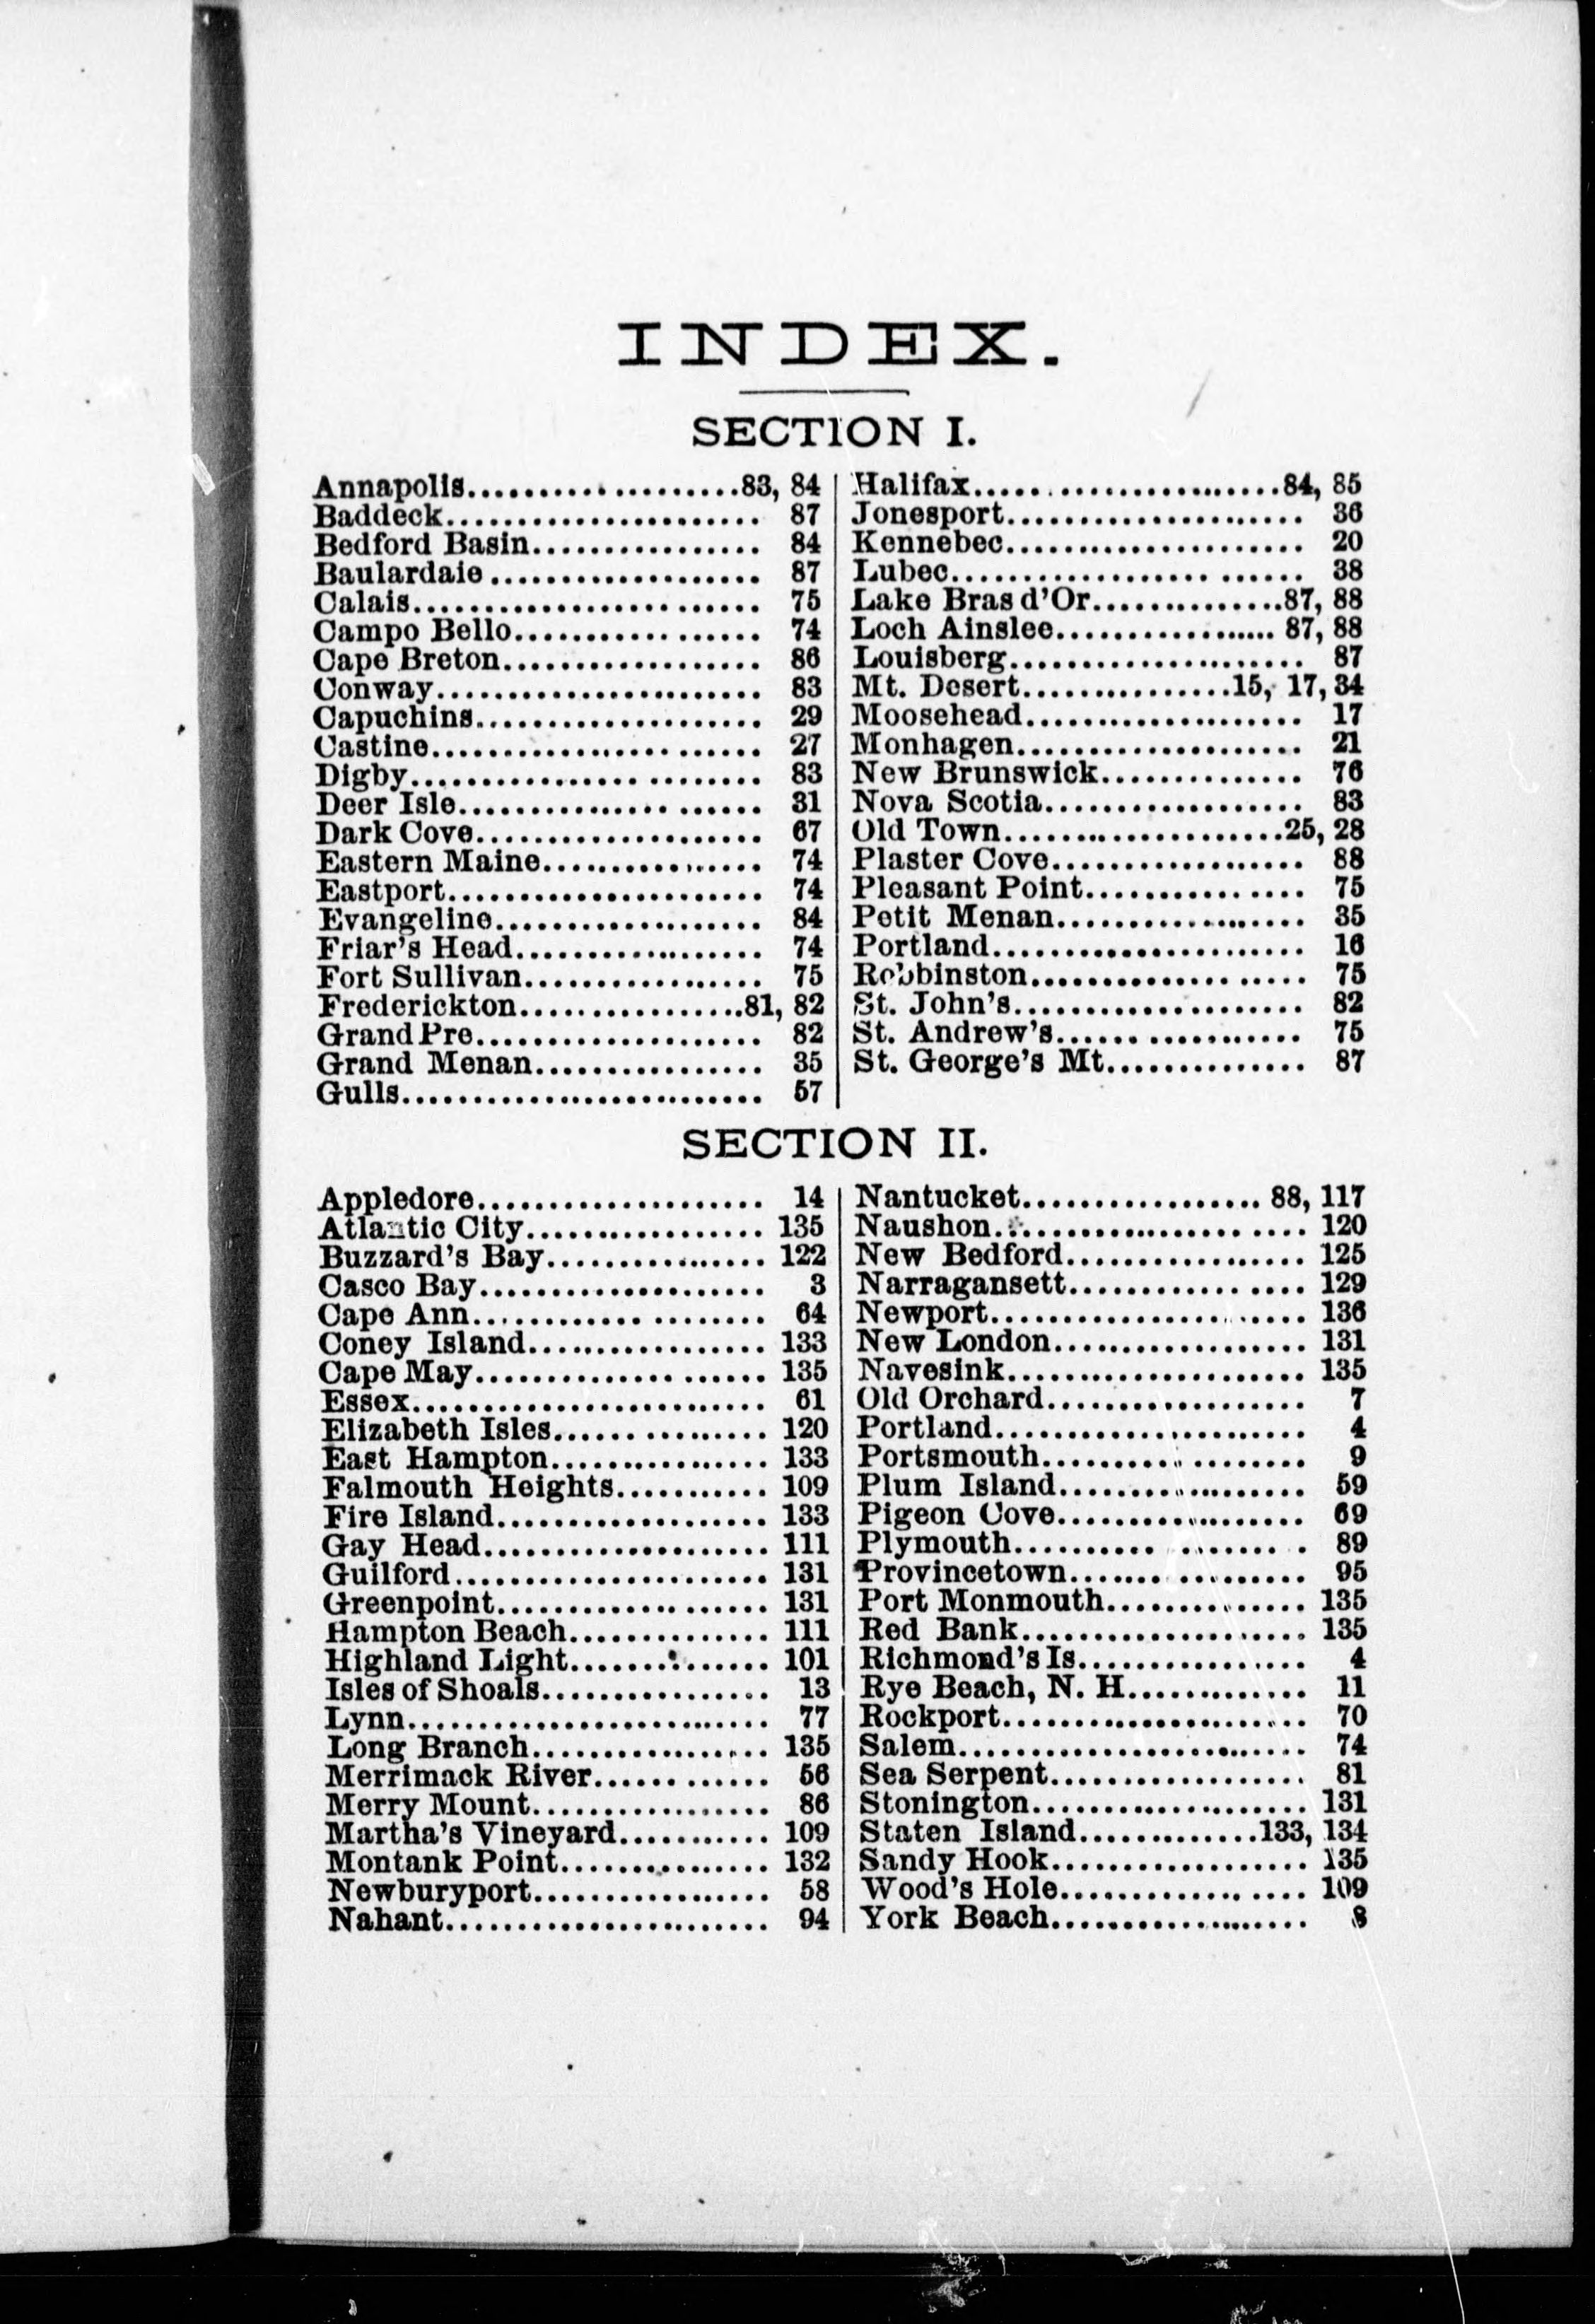 INDEX.
SECTION I.
Annapolis....................83, 84
Baddeck...................... 87
Bedford Basin................ 84
Baulardaie................... 87
Calais......................... 75
Campo Bello.................. 74
Cape Breton................... 86
Conway....................... 83
Capuchins.................... 29
Castine....................... 27
Digby......................... 83
Deer Isle...................... 31
Dark Cove.................... 67
Eastern Maine................ 74
Eastport...................... 74
Evangeline................... 84
Friar's Head.................. 74
Fort Sullivan................. 75
Frederickton................81, 82
Grand Pre.................... 82
Grand Menan................ 35
Gulls.......................... 57
Halifax......................84, 85
Jonesport..................... 36
Kennebec..................... 20
Lubec......................... 38
Lake Bras d'Or..............87, 88
Loch Ainslee............... 87, 88
Louisberg..................... 87
Mt. Desert...............15, 17, 34
Moosehead................... 17
Monhagen.................... 21
New Brunswick.............. 76
Nova Scotia.................. 83
Old Town....................25, 28
Plaster Cove.................. 88
Pleasant Point................ 75
Petit Menan.................. 35
Portland...................... 16
Robbinston................... 75
St. John's.................... 82
St. Andrew's................. 75
St. George's Mt.............. 87
SECTION II.
Appledore.................... 14
Atlantic City................. 135
Buzzard's Bay............... 122
Casco Bay.................... 3
Cape Ann.................... 64
Coney Island................. 133
Cape May.................... 135
Essex......................... 61
Elizabeth Isles............... 120
East Hampton............... 133
Falmouth Heights........... 109
Fire Island................... 133
Gay Head.................... 111
Guilford...................... 131
Greenpoint................... 131
Hampton Beach.............. 111
Highland Light.............. 101
Isles of Shoals................ 13
Lynn......................... 77
Long Branch................. 135
Merrimack River............ 56
Merry Mount................. 86
Martha's Vineyard........... 109
Montank Point............... 132
Newburyport................. 58
Nahant....................... 94
Nantucket................. 88, 117
Naushon...................... 120
New Bedford................. 125
Narragansett................. 129
Newport...................... 136
New London.................. 131
Navesink..................... 135
Old Orchard.................. 7
Portland...................... 4
Portsmouth................... 9
Plum Island.................. 59
Pigeon Cove.................. 69
Plymouth..................... 89
Provincetown................. 95
Port Monmouth.............. 135
Red Bank.................... 135
Richmond's Is................ 4
Rye Beach, N. H............. 11
Rockport..................... 70
Salem........................ 74
Sea Serpent.................. 81
Stonington................... 131
Staten Island.............133, 134
Sandy Hook.................. 135
Wood's Hole................. 109
York Beach.................. 8